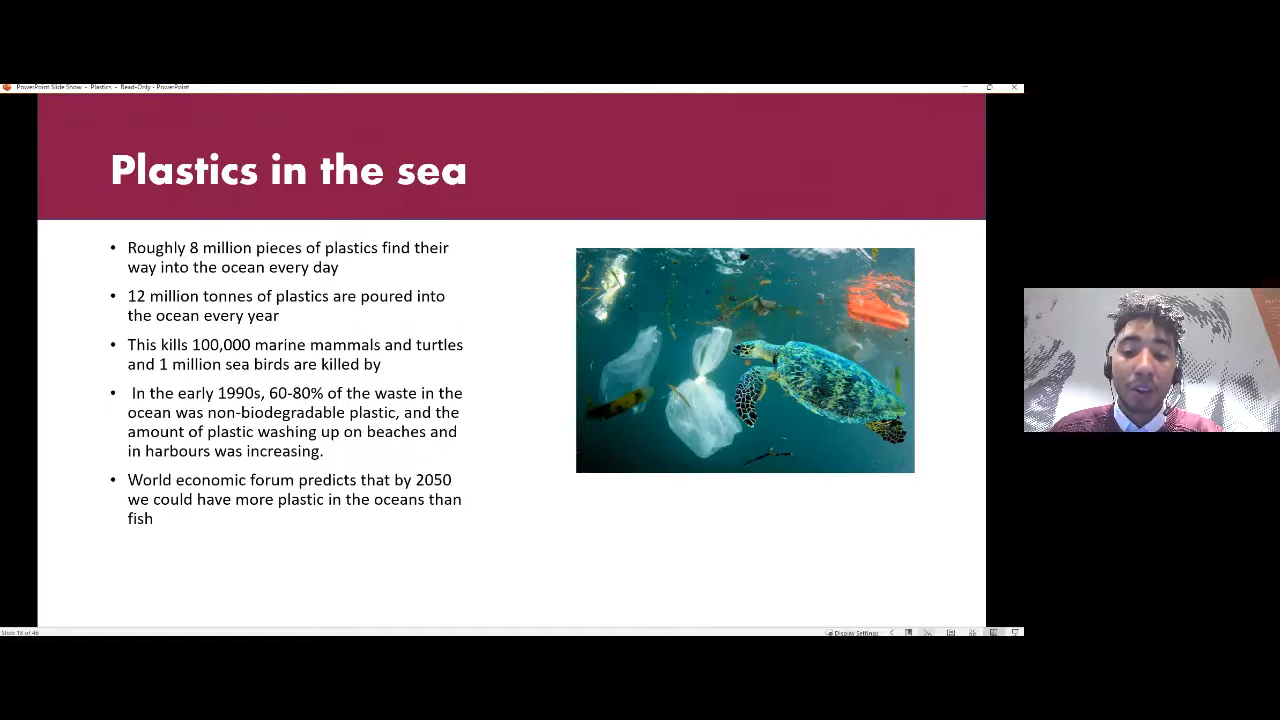 PowerPoint Slide Show - Plastics - Read-Only - PowerPoint
Plastics in the sea
• Roughly 8 million pieces of plastics find their
way into the ocean every day
• 12 million tonnes of plastics are poured into
the ocean every year
• This kills 100,000 marine mammals and turtles
and 1 million sea birds are killed by
• In the early 1990s, 60-80% of the waste in the
ocean was non-biodegradable plastic, and the
amount of plastic washing up on beaches and
in harbours was increasing.
• World economic forum predicts that by 2050
we could have more plastic in the oceans than
fish
Slide 18 of 46
Display Settings